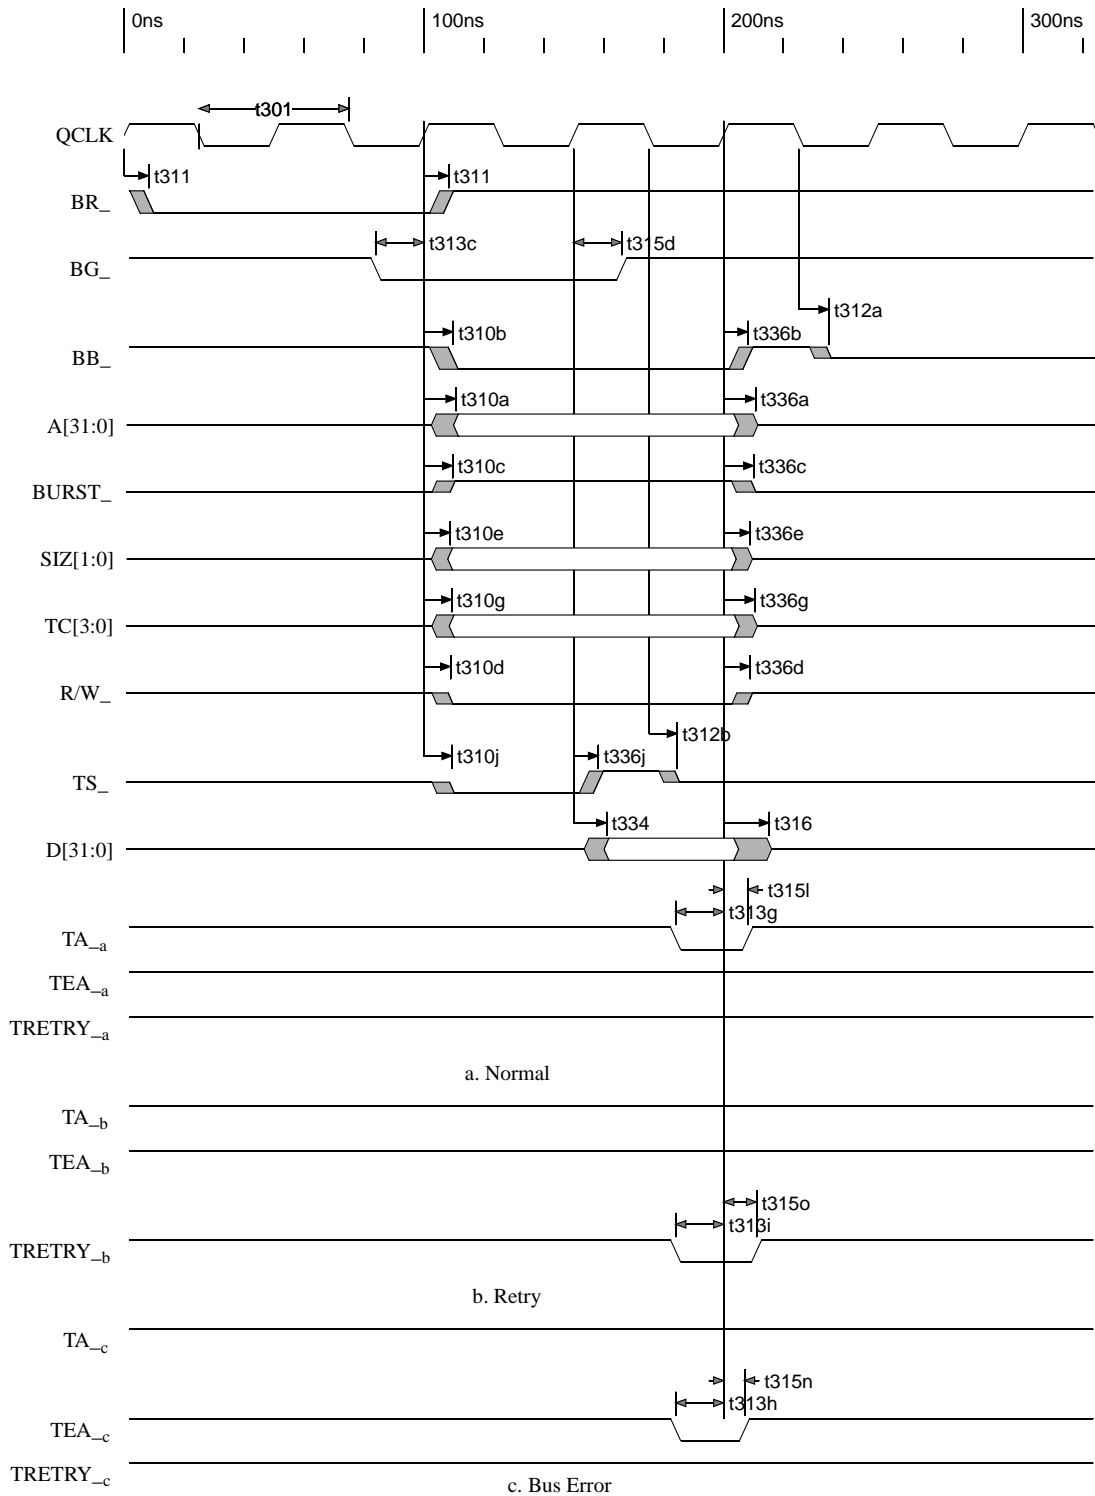 0ns 100ns 200ns 300ns
t301
QCLK
t311 t311
BR_
t313c t315d
BG_
t312a
t310b t336b
BB_
t310a t336a
A[31:0]
t310c t336c
BURST_
t310e t336e
SIZ[1:0]
t310g t336g
TC[3:0]
t310d t336d
R/W_
t312b
t310j t336j
TS_
t334 t316
D[31:0]
t315l
t313g
TA_a
TEA_a
TRETRY_a
a. Normal
TA_b
TEA_b
t315o
t313i
TRETRY_b
b. Retry
TA_c
t315n
t313h
TEA_c
TRETRY_c
c. Bus Error